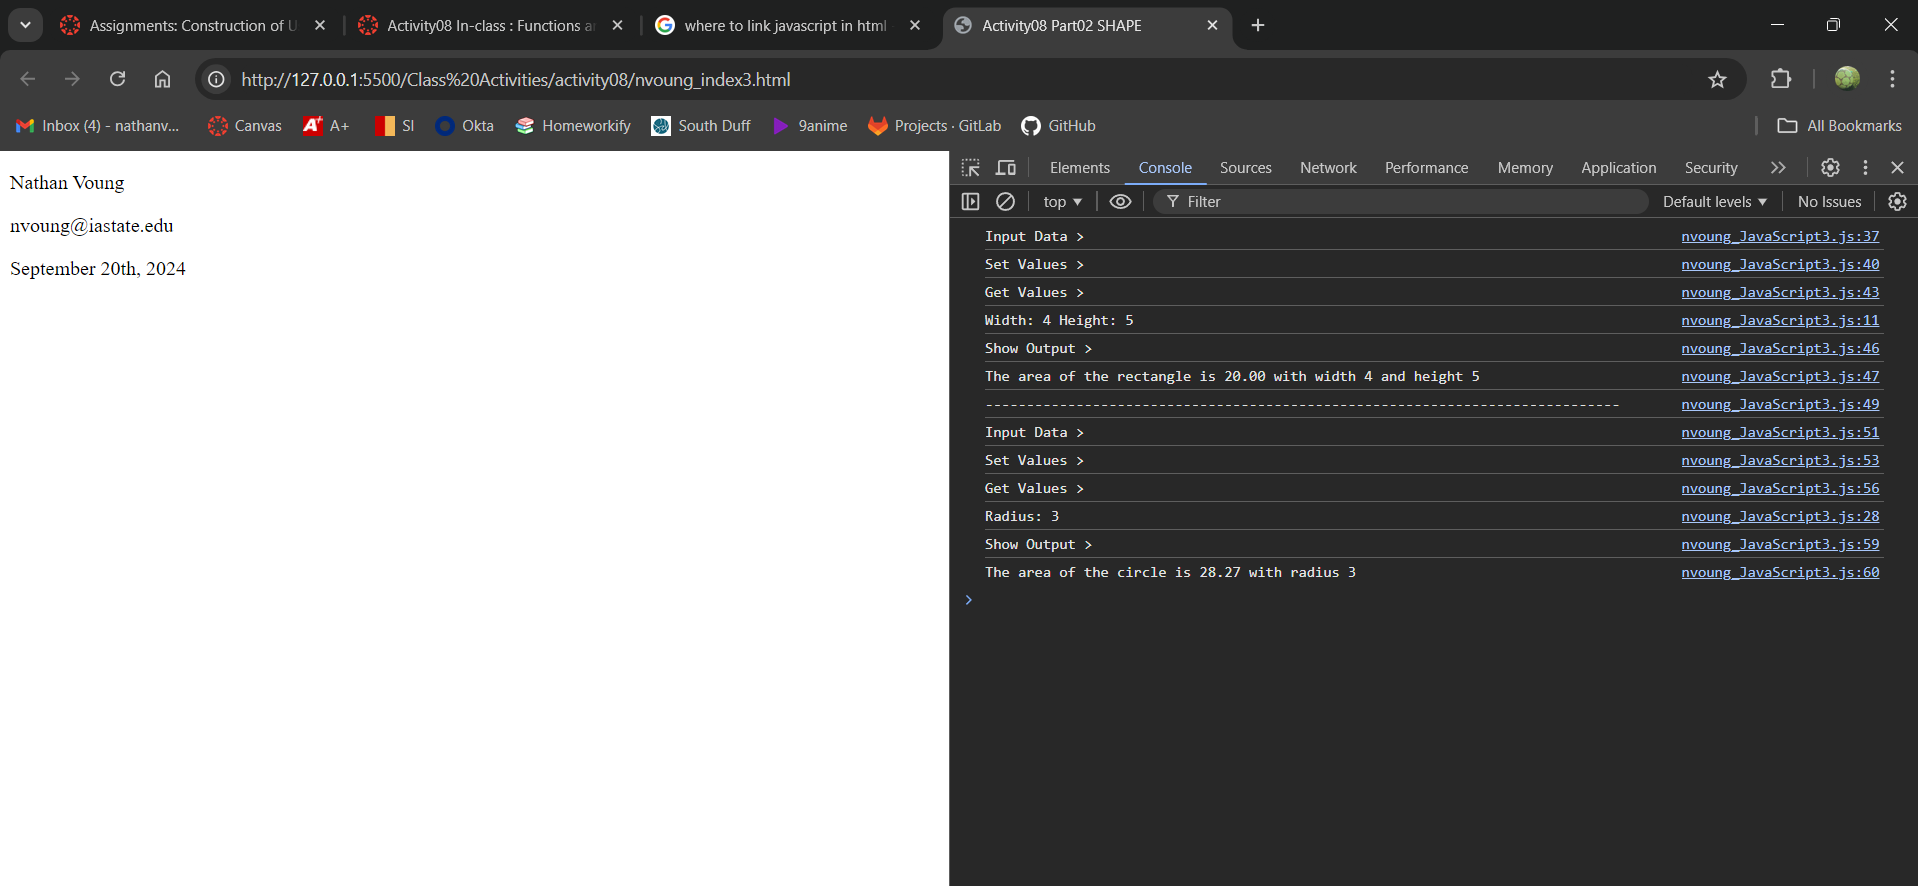 Assignments: Construction of U
Activity08 In-class : Functions a
where to link javascript in html
Activity08 Part02 SHAPE
http://127.0.0.1:5500/Class%20Activities/activity08/nvoung_index3.html
Inbox (4) - nathanv...
Canvas
A+ A+
SI
Okta
Homeworkify
South Duff
9anime
Projects · GitLab
GitHub
All Bookmarks
Nathan Voung
nvoung@iastate.edu
September 20th, 2024
Elements Console Sources Network Performance Memory Application Security
top Filter Default levels No Issues
Input Data > nvoung_JavaScript3.js:37
Set Values > nvoung_JavaScript3.js:40
Get Values > nvoung_JavaScript3.js:43
Width: 4 Height: 5 nvoung_JavaScript3.js:11
Show Output > nvoung_JavaScript3.js:46
The area of the rectangle is 20.00 with width 4 and height 5 nvoung_JavaScript3.js:47
----------------------------------------------------------------------------- nvoung_JavaScript3.js:49
Input Data > nvoung_JavaScript3.js:51
Set Values > nvoung_JavaScript3.js:53
Get Values > nvoung_JavaScript3.js:56
Radius: 3 nvoung_JavaScript3.js:28
Show Output > nvoung_JavaScript3.js:59
The area of the circle is 28.27 with radius 3 nvoung_JavaScript3.js:60